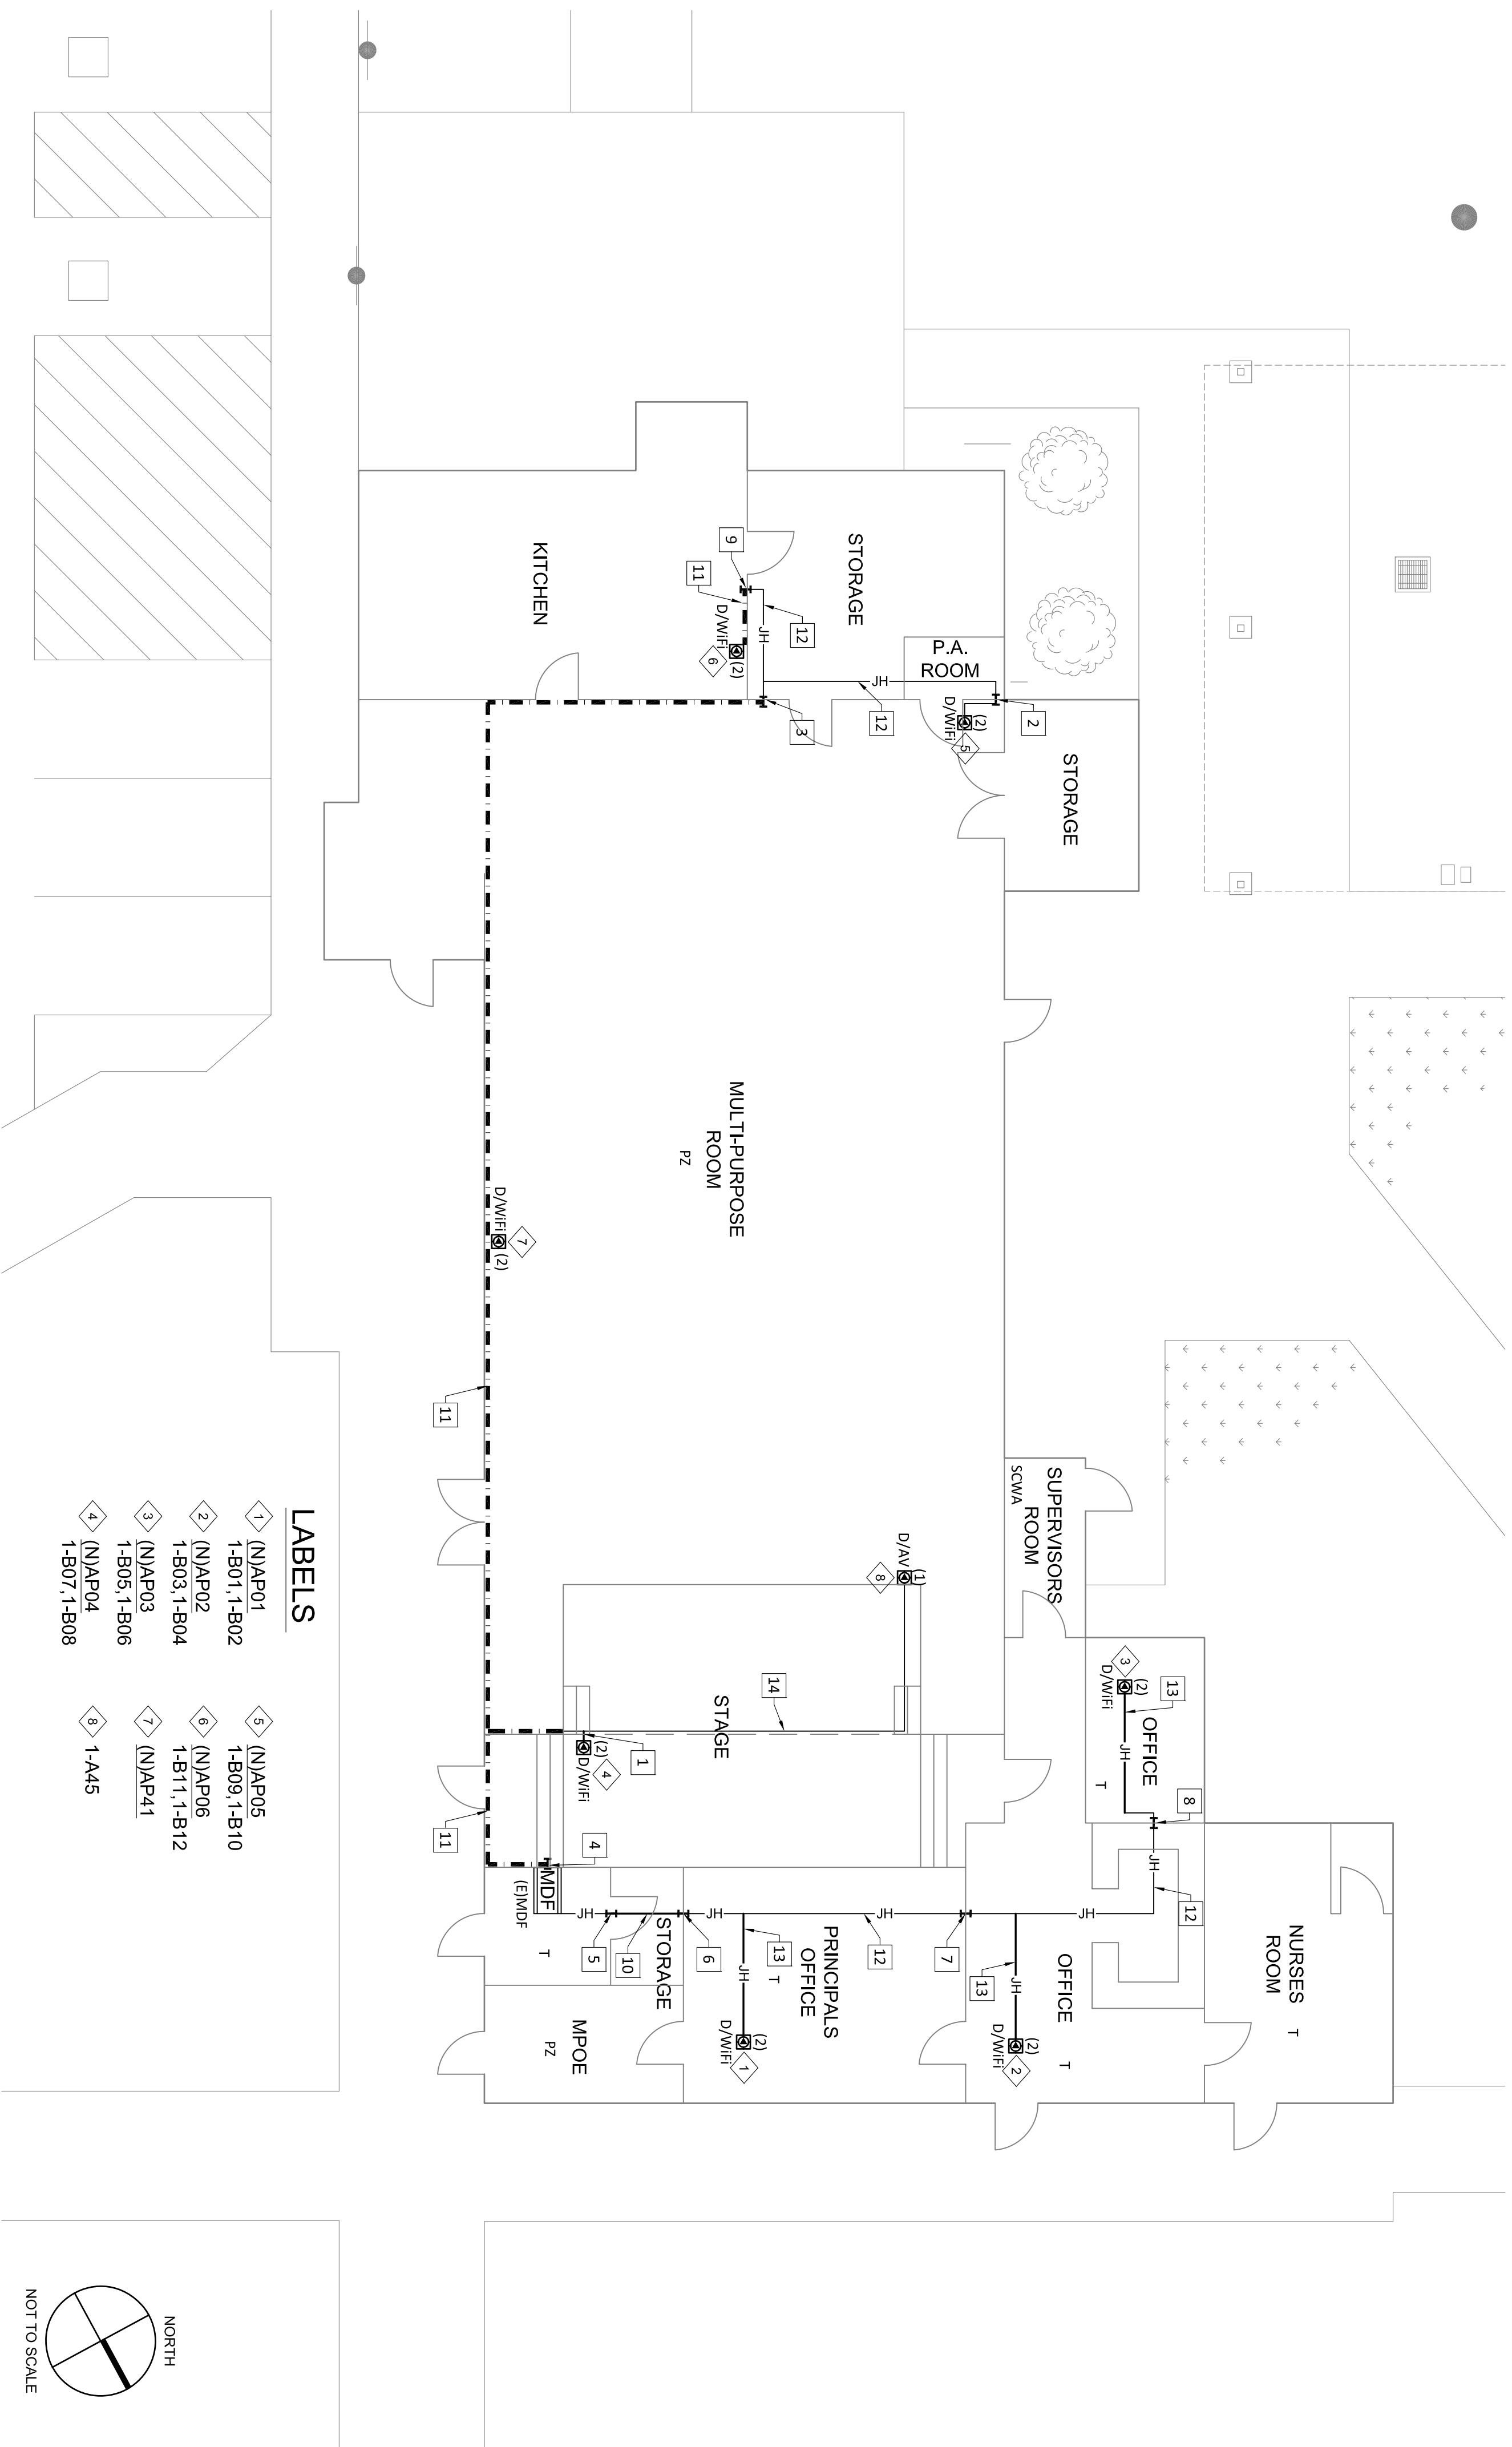 NURSES
ROOM
T
8
12
JH
13
OFFICE
3
(2)
D/WiFi
JH
T
JH
OFFICE
T
JH
13
(2)
D/WiFi
2
SUPERVISORS
ROOM
SCWA
STORAGE
2
(2)
D/WiFi
5
P.A.
ROOM
JH
12
STORAGE
12
JH
3
9
11
D/WiFi
(2)
6
KITCHEN
MULTI-PURPOSE
ROOM
PZ
D/AV
(1)
8
14
STAGE
1
(2)
D/WiFi
4
7
JH
12
PRINCIPALS
OFFICE
13
T
JH
(2)
D/WiFi
1
JH
6
STORAGE
10
5
JH
4
MDF
(E)MDF
T
MPOE
PZ
D/WiFi
(2)
7
11
11
LABELS
1 (N)AP01
1-B01,1-B02
2 (N)AP02
1-B03,1-B04
3 (N)AP03
1-B05,1-B06
4 (N)AP04
1-B07,1-B08
5 (N)AP05
1-B09,1-B10
6 (N)AP06
1-B11,1-B12
7 (N)AP41
8 1-A45
NORTH
NOT TO SCALE